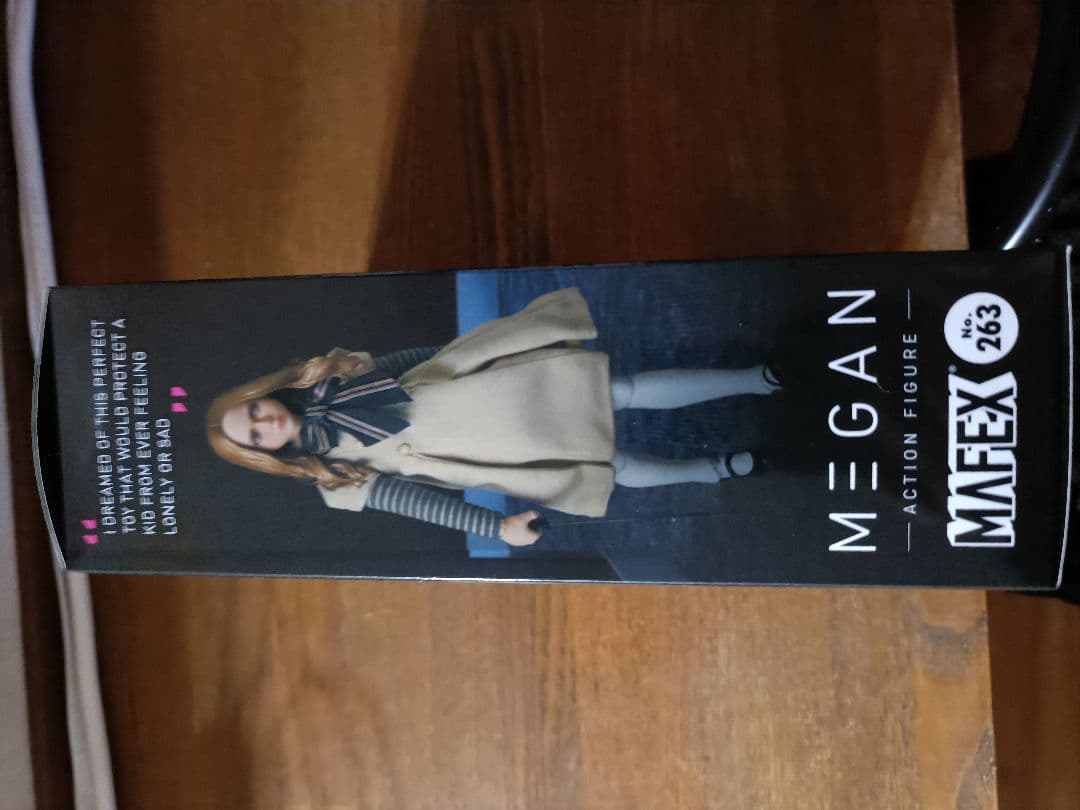 “
I DREAMED OF THIS PERFECT
TOY THAT WOULD PROTECT A
KID FROM EVER FEELING
LONELY OR SAD
”
MEGAN
— ACTION FIGURE —
MAFEX® No. 263